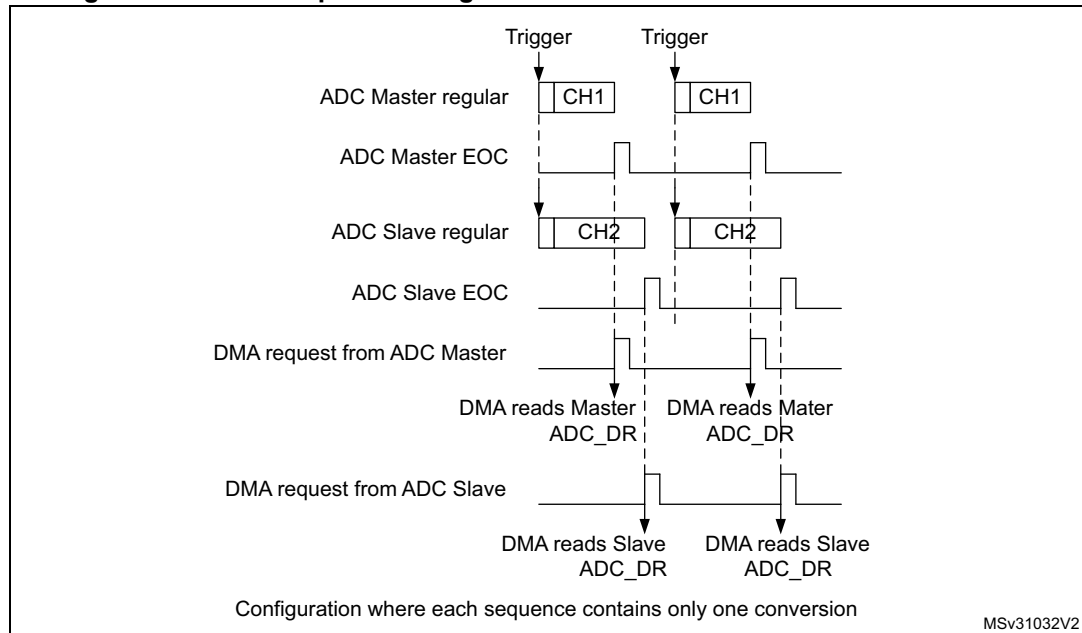 Trigger Trigger
ADC Master regular CH1 CH1
ADC Master EOC
ADC Slave regular CH2 CH2
ADC Slave EOC
DMA request from ADC Master
DMA reads Master DMA reads Mater
ADC_DR ADC_DR
DMA request from ADC Slave
DMA reads Slave DMA reads Slave
ADC_DR ADC_DR
Configuration where each sequence contains only one conversion
MSv31032V2